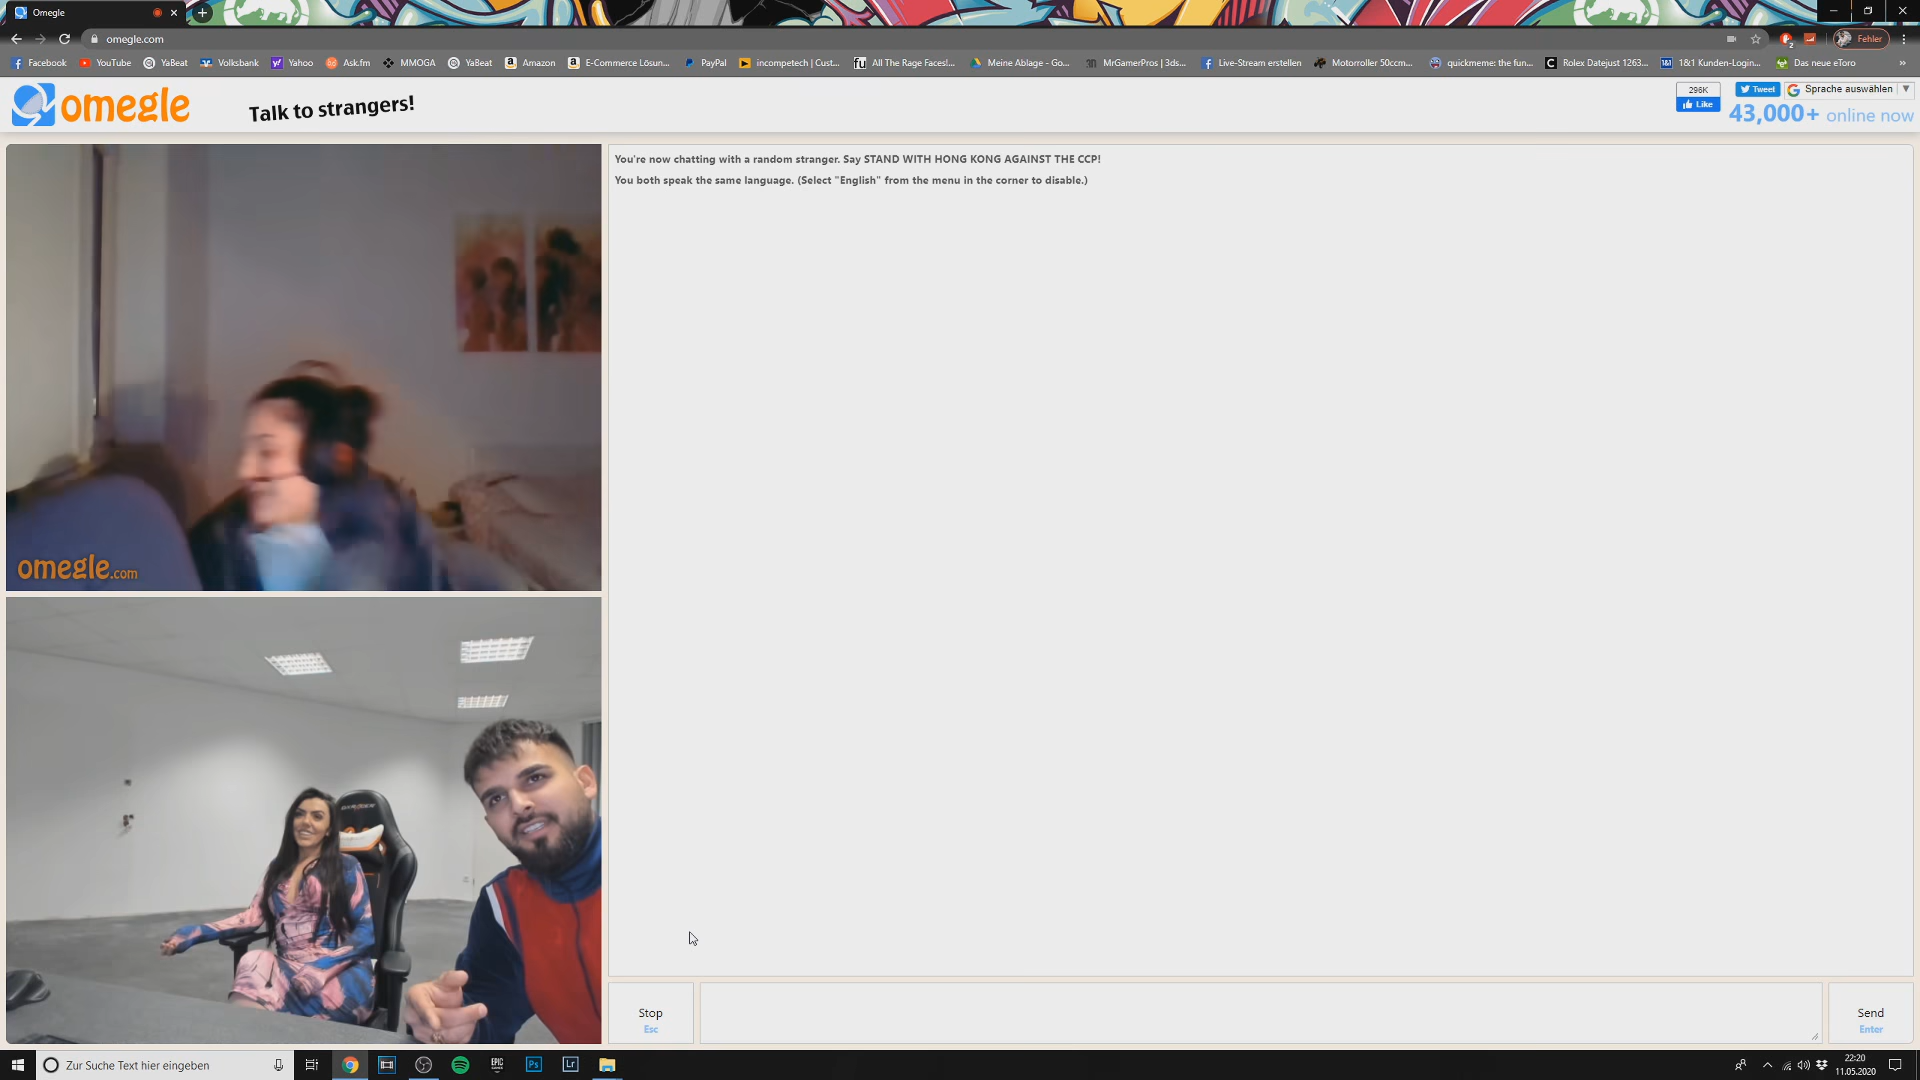 Omegle
omegle.com
Fehler
Facebook
YouTube
YaBeat
Volksbank
Yahoo
Ask.fm
MMOGA
YaBeat
Amazon
E-Commerce Lösun...
PayPal
incompetech | Cust...
All The Rage Faces!...
Meine Ablage - Go...
MrGamerPros | 3ds...
Live-Stream erstellen
Motorroller 50ccm...
quickmeme: the fun...
Rolex Datejust 1263...
1&1 Kunden-Login...
Das neue eToro
»
omegle
Talk to strangers!
296K
Like
Tweet
Sprache auswählen
43,000+ online now
You're now chatting with a random stranger. Say STAND WITH HONG KONG AGAINST THE CCP!
You both speak the same language. (Select "English" from the menu in the corner to disable.)
omegle.com
Stop
Esc
Send
Enter
Zur Suche Text hier eingeben
EPIC
Ps
Lr
22:20
11.05.2020